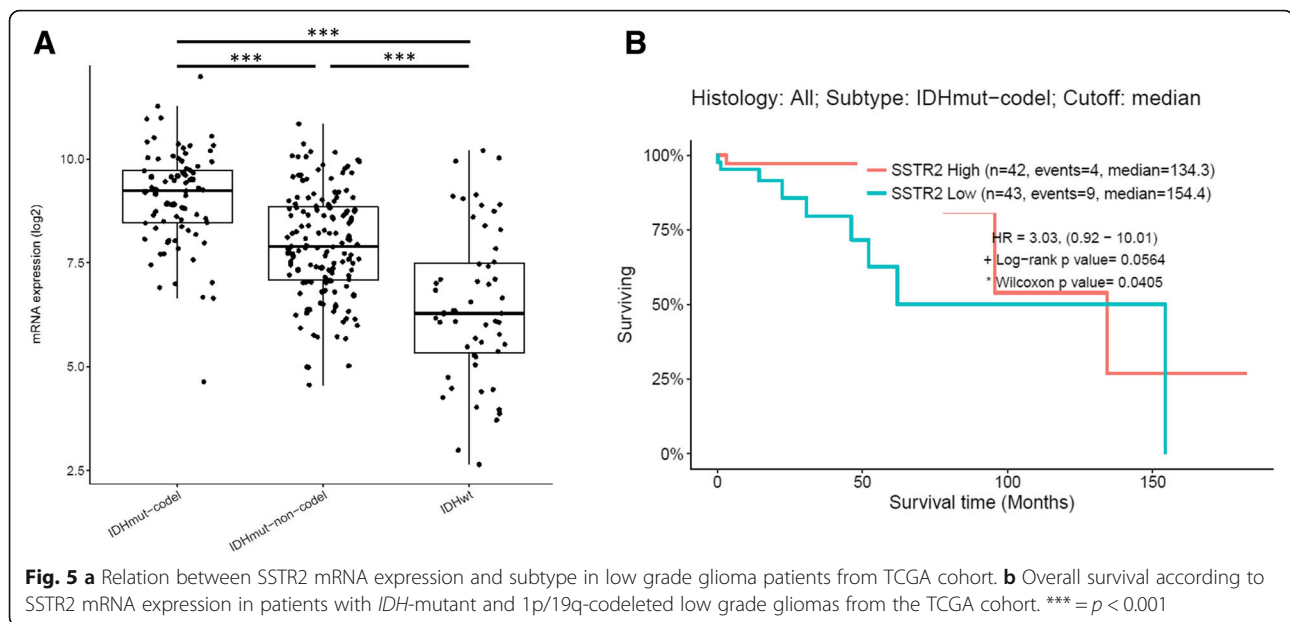 A
***
***
***
mRNA expression (log2)
10.0
7.5
5.0
2.5
IDHmut−codel
IDHmut−non−codel
IDHwt
B
Histology: All; Subtype: IDHmut−codel; Cutoff: median
SSTR2 High (n=42, events=4, median=134.3)
SSTR2 Low (n=43, events=9, median=154.4)
HR = 3.03, (0.92 − 10.01)
+ Log−rank p value= 0.0564
* Wilcoxon p value= 0.0405
Surviving
100%
75%
50%
25%
0%
0
50
100
150
Survival time (Months)
Fig. 5 a Relation between SSTR2 mRNA expression and subtype in low grade glioma patients from TCGA cohort. b Overall survival according to
SSTR2 mRNA expression in patients with IDH-mutant and 1p/19q-codeleted low grade gliomas from the TCGA cohort. *** = p < 0.001